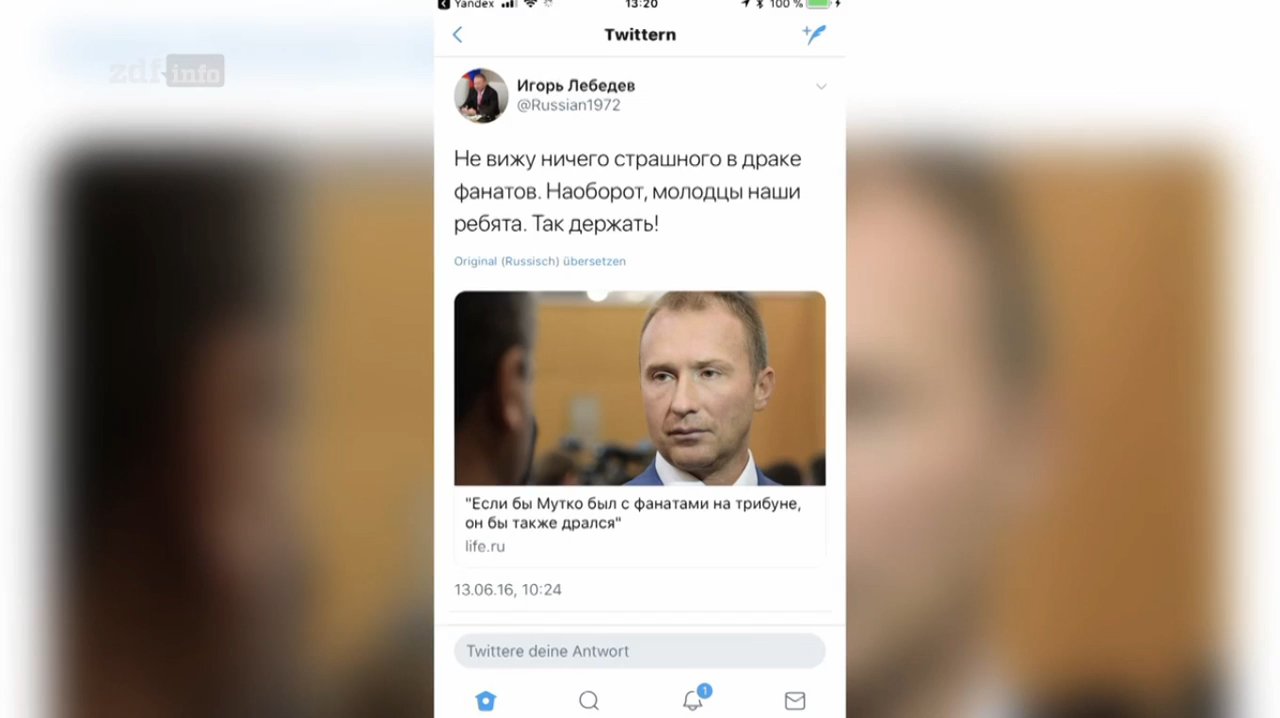 Yandex
13:20
100 %
zdf info
Twittern
Игорь Лебедев
@Russian1972
Не вижу ничего страшного в драке
фанатов. Наоборот, молодцы наши
ребята. Так держать!
Original (Russisch) übersetzen
"Если бы Мутко был с фанатами на трибуне,
он бы также дрался"
life.ru
13.06.16, 10:24
Twittere deine Antwort
1